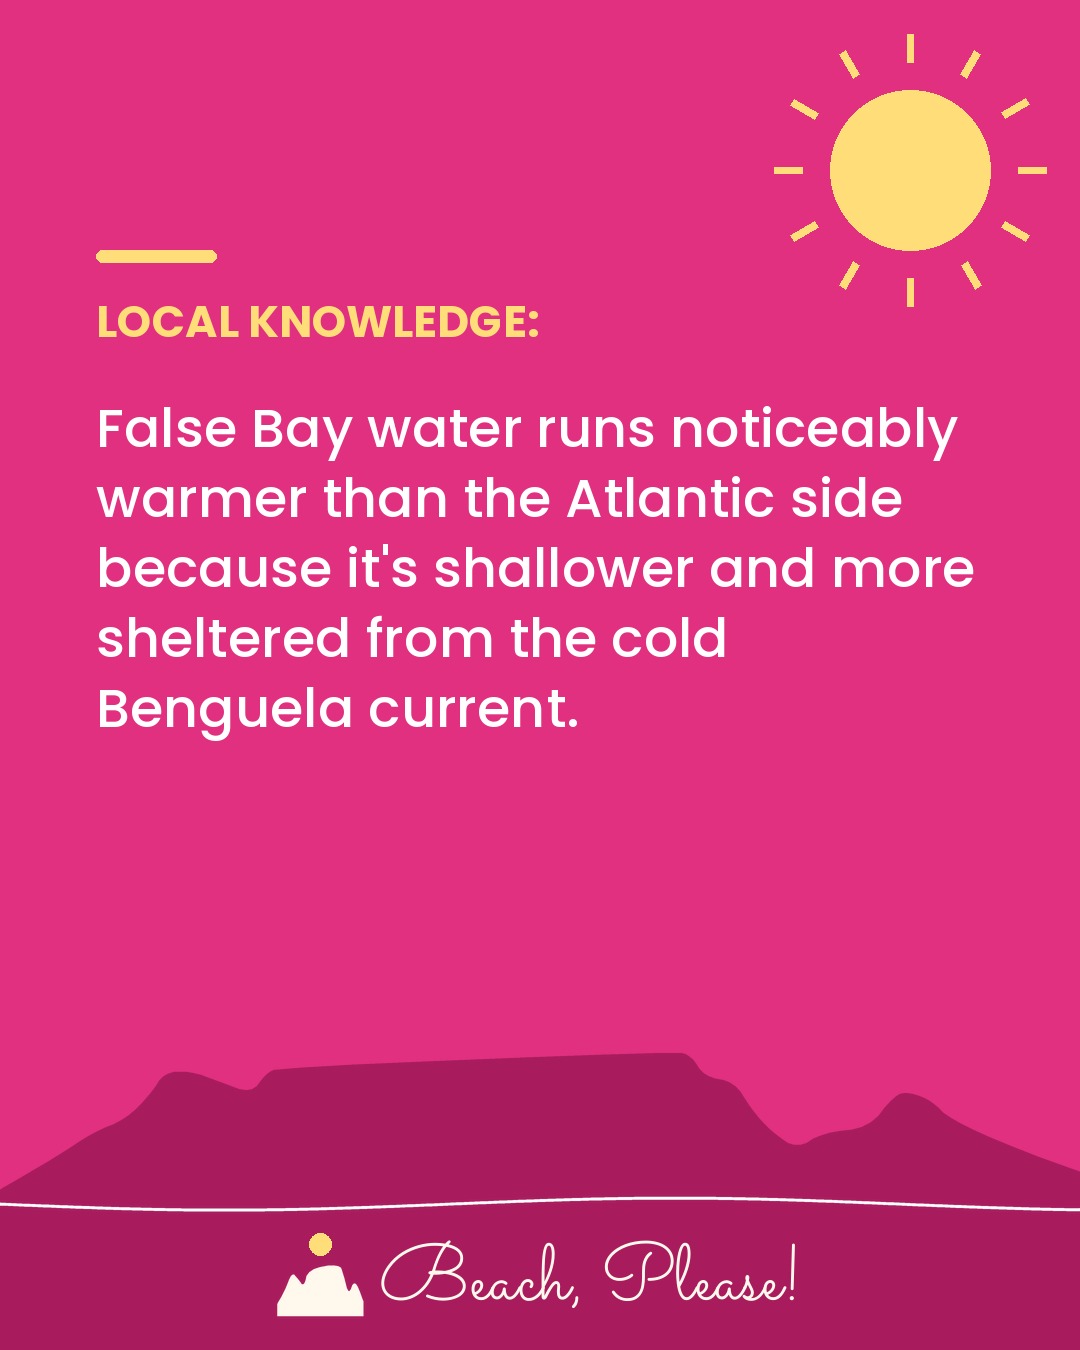 LOCAL KNOWLEDGE:
False Bay water runs noticeably
warmer than the Atlantic side
because it's shallower and more
sheltered from the cold
Benguela current.
Beach, Please!